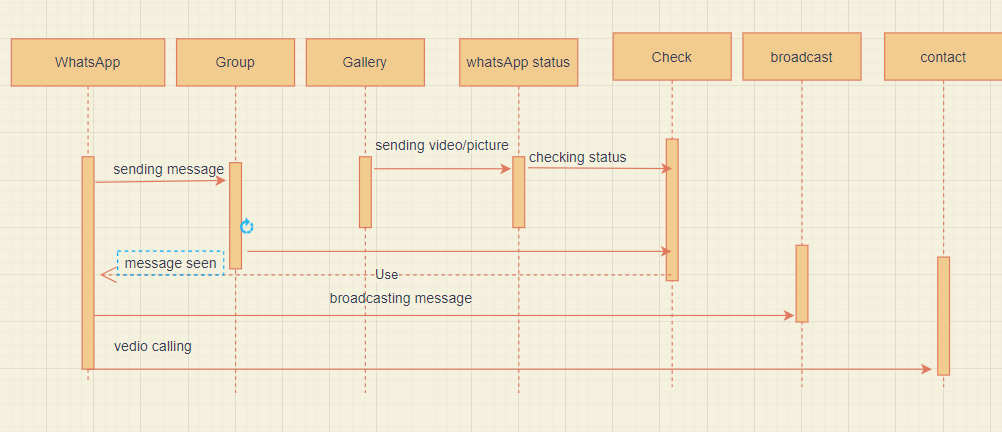 WhatsApp
Group
Gallery
whatsApp status
Check
broadcast
contact
sending video/picture
checking status
sending message
message seen
Use
broadcasting message
vedio calling